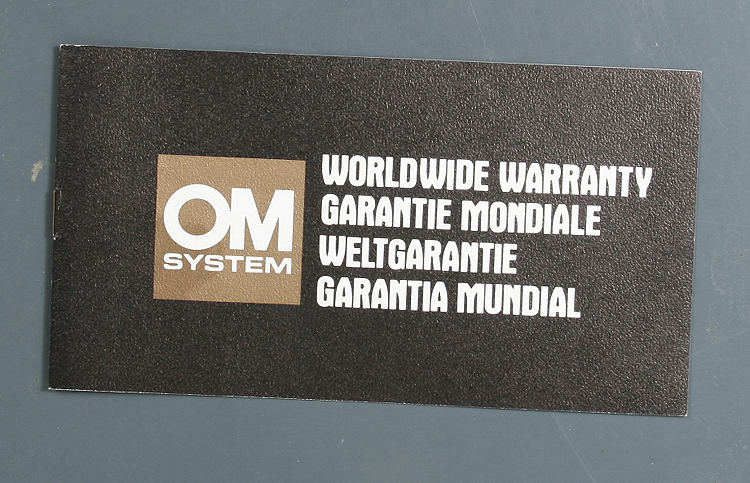 OM
SYSTEM
WORLDWIDE WARRANTY
GARANTIE MONDIALE
WELTGARANTIE
GARANTIA MUNDIAL